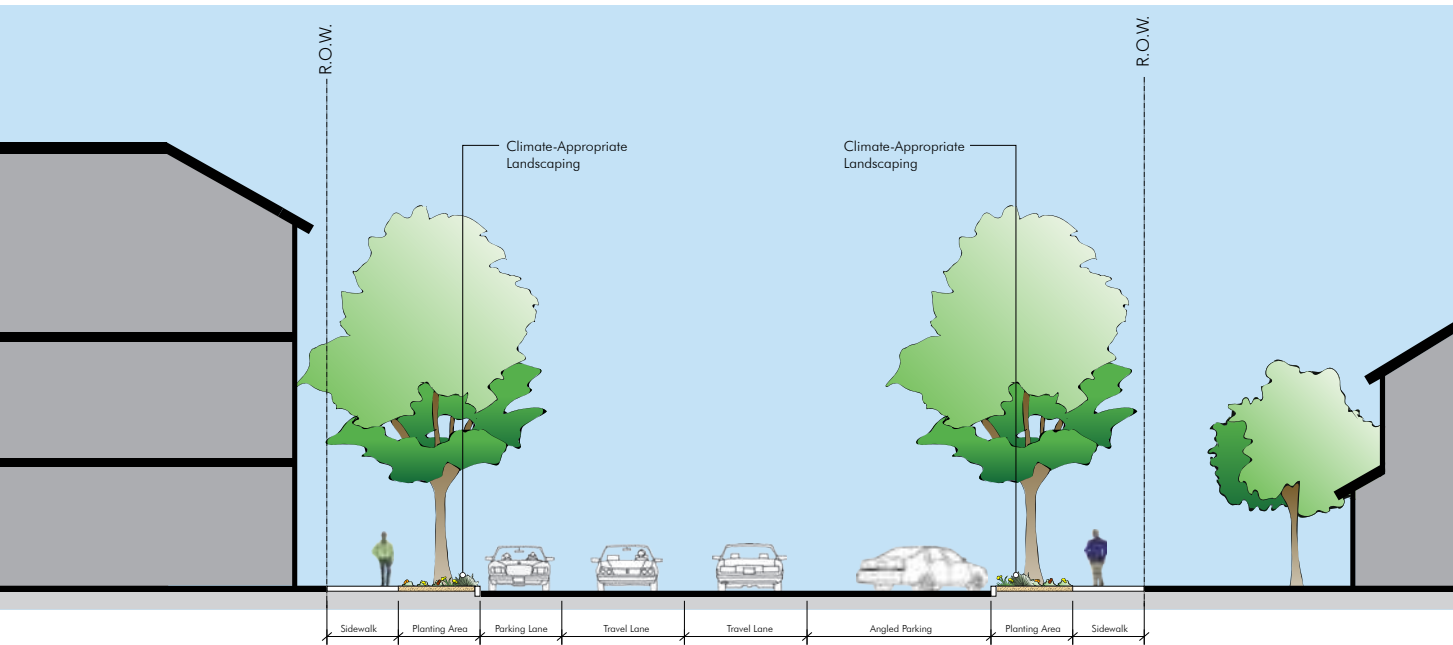 R.O.W.
R.O.W.
Climate-Appropriate
Landscaping
Climate-Appropriate
Landscaping
Sidewalk
Planting Area
Parking Lane
Travel Lane
Travel Lane
Angled Parking
Planting Area
Sidewalk